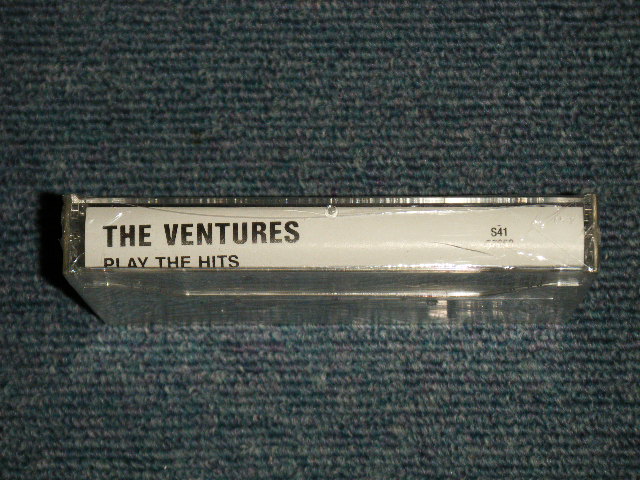 THE VENTURES
PLAY THE HITS
S41